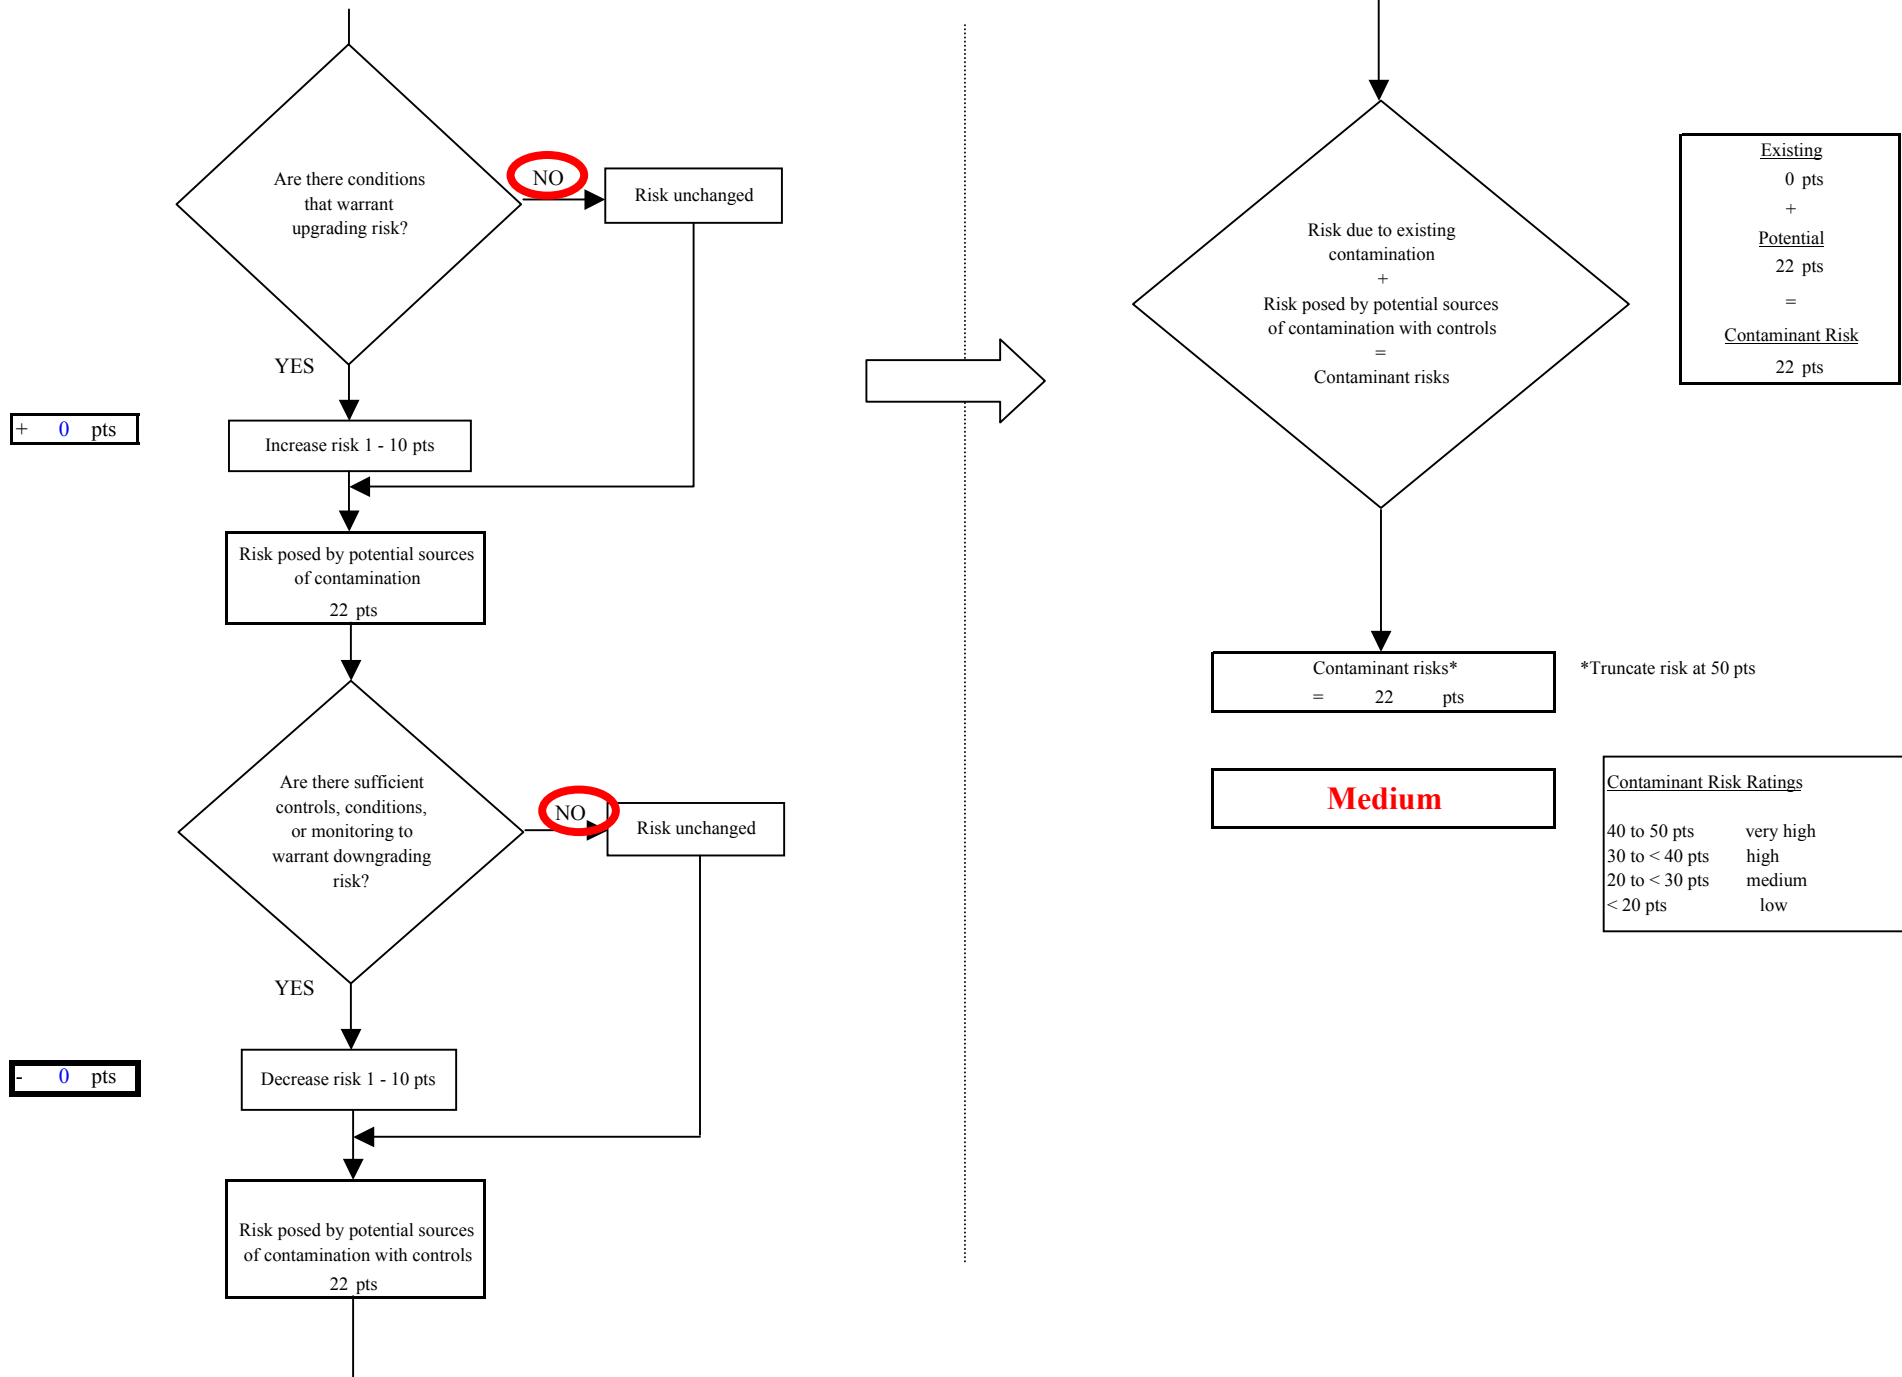 Are there conditions
that warrant
upgrading risk?
NO
Risk unchanged
YES
+ 0 pts
Increase risk 1 - 10 pts
Risk posed by potential sources
of contamination
22 pts
Are there sufficient
controls, conditions,
or monitoring to
warrant downgrading
risk?
NO
Risk unchanged
YES
- 0 pts
Decrease risk 1 - 10 pts
Risk posed by potential sources
of contamination with controls
22 pts
Risk due to existing
contamination
+
Risk posed by potential sources
of contamination with controls
=
Contaminant risks
Existing
0 pts
+
Potential
22 pts
=
Contaminant Risk
22 pts
Contaminant risks*
= 22 pts
*Truncate risk at 50 pts
Medium
Contaminant Risk Ratings
40 to 50 pts very high
30 to < 40 pts high
20 to < 30 pts medium
< 20 pts low